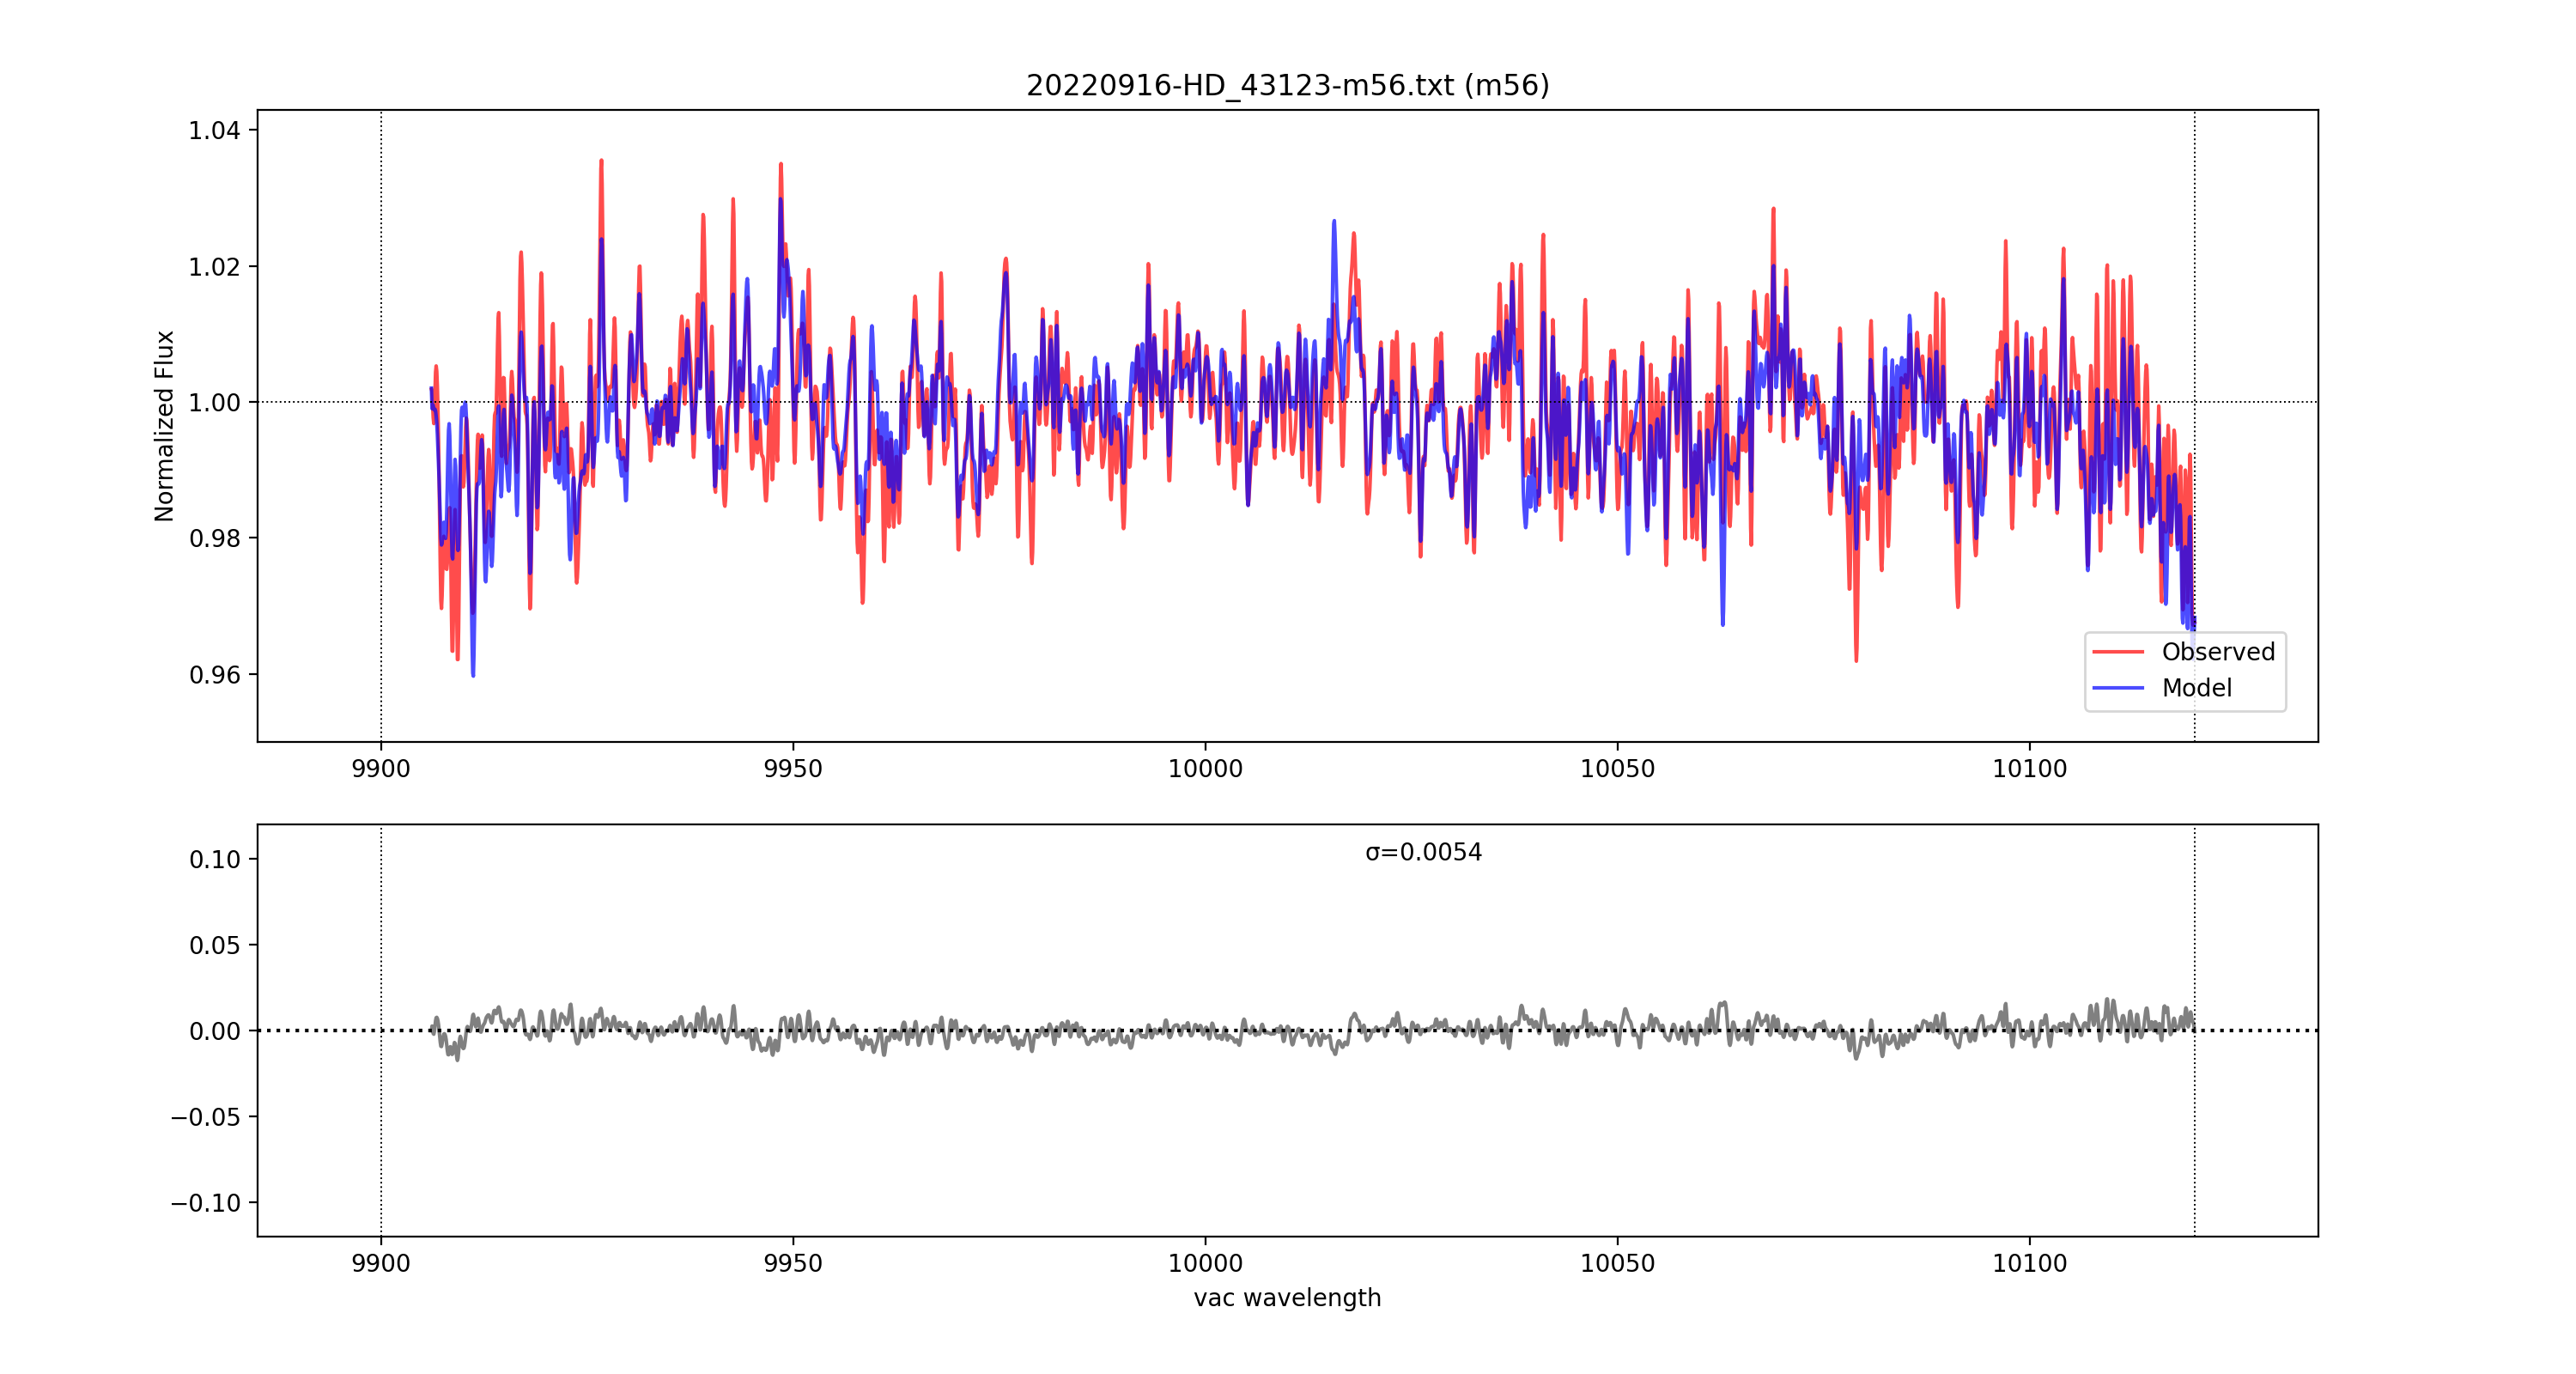 20220916-HD_43123-m56.txt (m56)
Normalized Flux
1.04
1.02
1.00
0.98
0.96
9900 9950 10000 10050 10100
Observed
Model
σ=0.0054
0.10
0.05
0.00
−0.05
−0.10
9900 9950 10000 10050 10100
vac wavelength